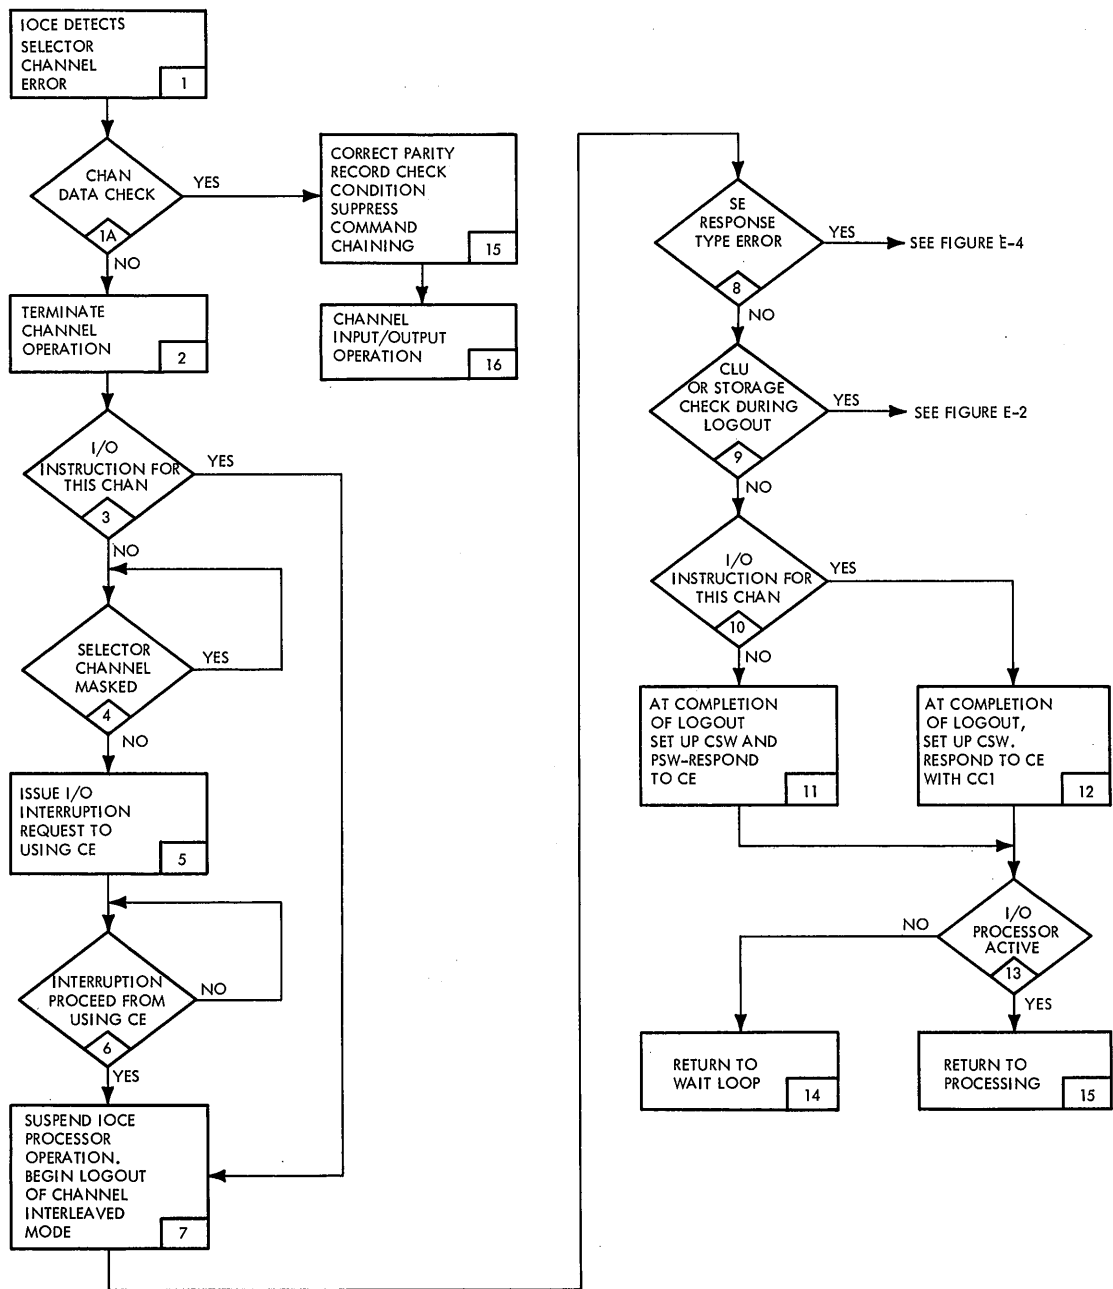 IOCE DETECTS
SELECTOR
CHANNEL
ERROR
1
CHAN
DATA CHECK
1A
YES
NO
CORRECT PARITY
RECORD CHECK
CONDITION
SUPPRESS
COMMAND
CHAINING
15
CHANNEL
INPUT/OUTPUT
OPERATION
16
TERMINATE
CHANNEL
OPERATION
2
I/O
INSTRUCTION FOR
THIS CHAN
3
YES
NO
SELECTOR
CHANNEL
MASKED
4
YES
NO
ISSUE I/O
INTERRUPTION
REQUEST TO
USING CE
5
INTERRUPTION
PROCEED FROM
USING CE
6
NO
YES
SUSPEND IOCE
PROCESSOR
OPERATION.
BEGIN LOGOUT
OF CHANNEL
INTERLEAVED
MODE
7
SE
RESPONSE
TYPE ERROR
8
YES
SEE FIGURE E-4
NO
CLU
OR STORAGE
CHECK DURING
LOGOUT
9
YES
SEE FIGURE E-2
NO
I/O
INSTRUCTION FOR
THIS CHAN
10
YES
NO
AT COMPLETION
OF LOGOUT
SET UP CSW AND
PSW-RESPOND
TO CE
11
AT COMPLETION
OF LOGOUT,
SET UP CSW.
RESPOND TO CE
WITH CC1
12
I/O
PROCESSOR
ACTIVE
13
NO
YES
RETURN TO
WAIT LOOP
14
RETURN TO
PROCESSING
15